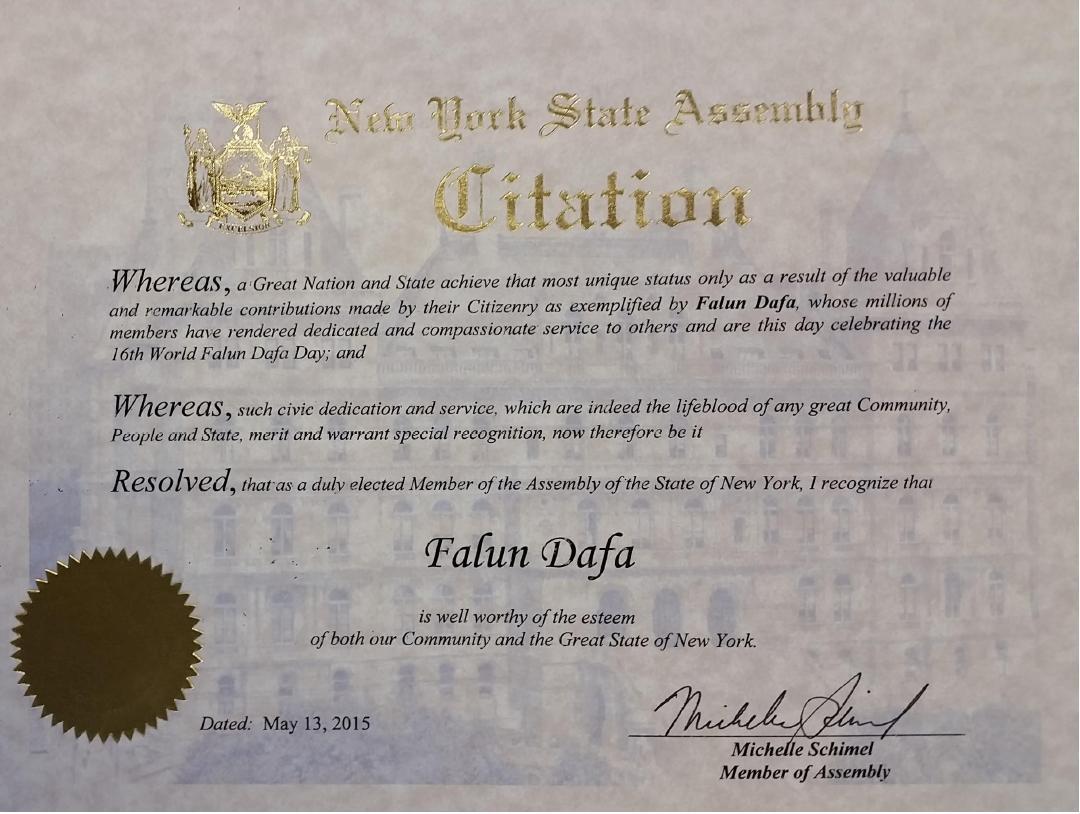 New York State Assembly
Citation
EXCELSIOR
Whereas, a Great Nation and State achieve that most unique status only as a result of the valuable
and remarkable contributions made by their Citizenry as exemplified by Falun Dafa, whose millions of
members have rendered dedicated and compassionate service to others and are this day celebrating the
16th World Falun Dafa Day; and
Whereas, such civic dedication and service, which are indeed the lifeblood of any great Community,
People and State, merit and warrant special recognition, now therefore be it
Resolved, that as a duly elected Member of the Assembly of the State of New York, I recognize that
Falun Dafa
is well worthy of the esteem
of both our Community and the Great State of New York.
Dated: May 13, 2015
Michelle Schimel
Michelle Schimel
Member of Assembly